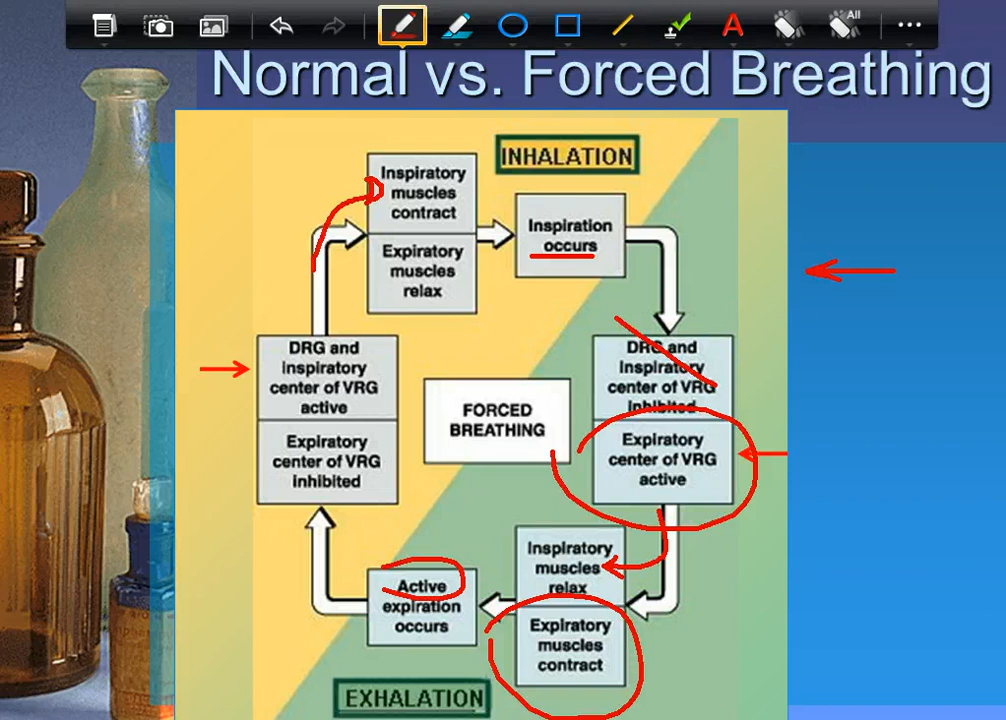 All
A
Normal vs. Forced Breathing
INHALATION
Inspiratory
muscles
contract
Expiratory
muscles
relax
Inspiration
occurs
DRG and
inspiratory
center of VRG
active
Expiratory
center of VRG
inhibited
FORCED
BREATHING
DRG and
Inspiratory
center of VRG
inhibited
Expiratory
center of VRG
active
Inspiratory
muscles
relax
Expiratory
muscles
contract
Active
expiration
occurs
EXHALATION